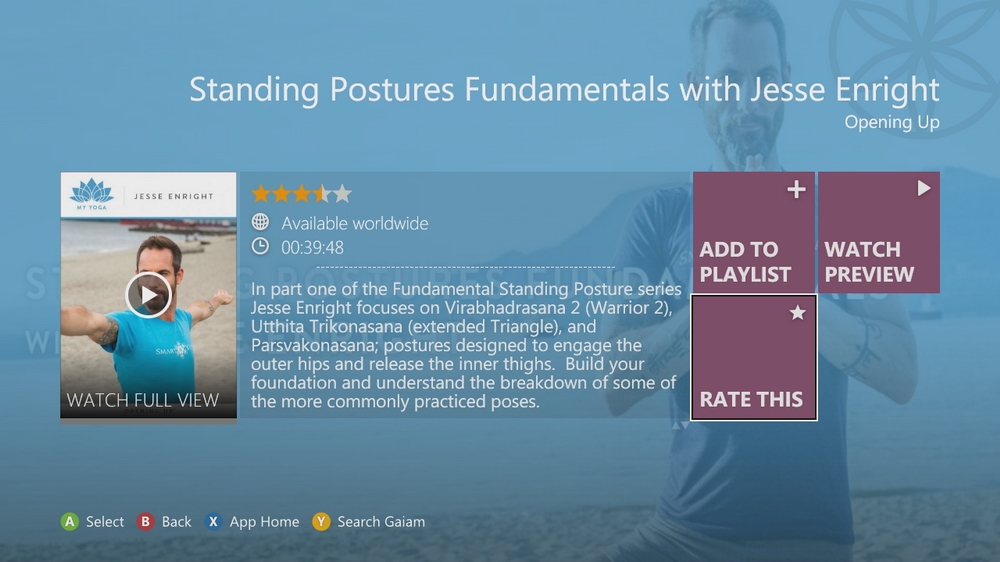 Standing Postures Fundamentals with Jesse Enright
Opening Up
MY YOGA
JESSE ENRIGHT
WATCH FULL VIEW
Available worldwide
00:39:48
In part one of the Fundamental Standing Posture series
Jesse Enright focuses on Virabhadrasana 2 (Warrior 2),
Utthita Trikonasana (extended Triangle), and
Parsvakonasana; postures designed to engage the
outer hips and release the inner thighs. Build your
foundation and understand the breakdown of some of
the more commonly practiced poses.
ADD TO
PLAYLIST
WATCH
PREVIEW
RATE THIS
A Select B Back X App Home Y Search Gaiam